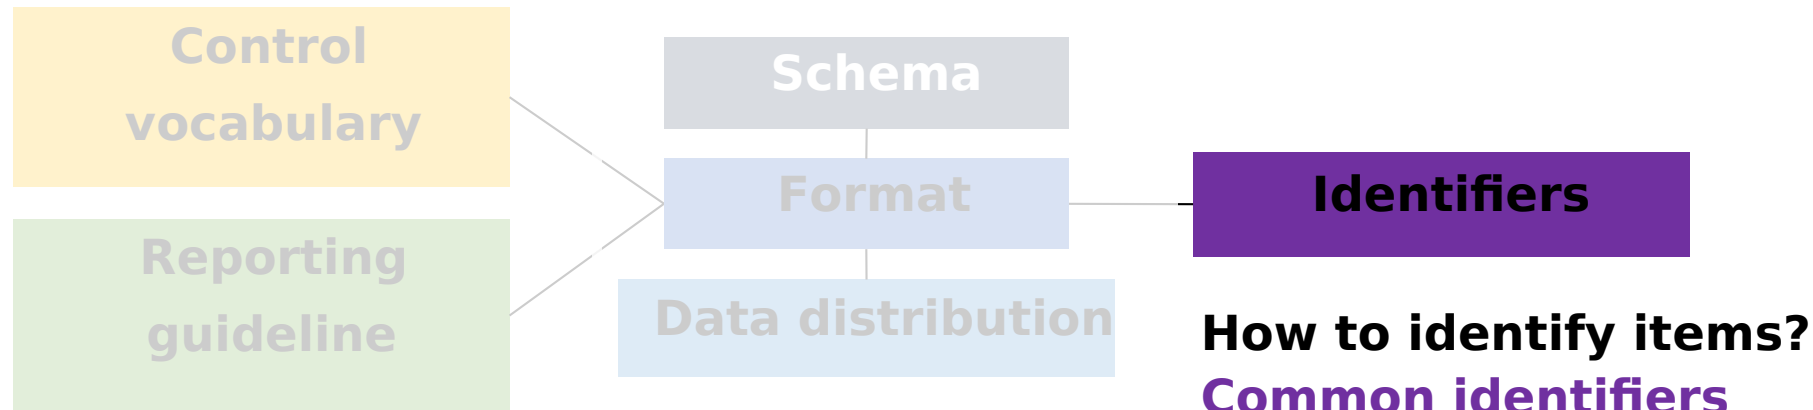 Control
vocabulary
Reporting
guideline
Schema
Format
Data distribution
Identifiers
How to identify items?
Common identifiers